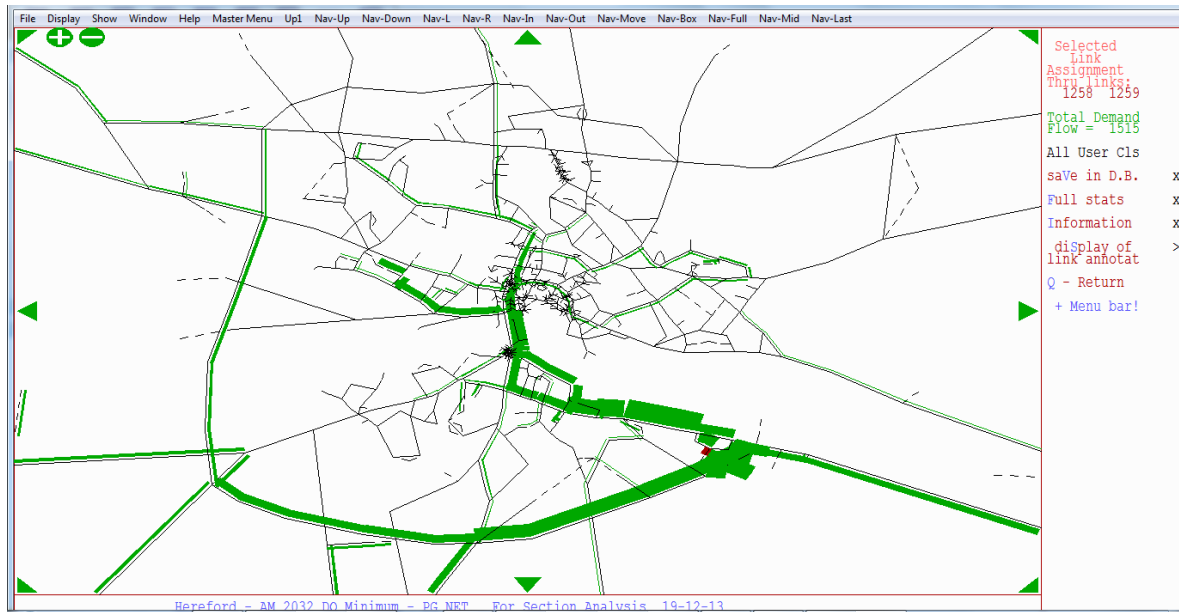 File Display Show Window Help Master Menu Up1 Nav-Up Nav-Down Nav-L Nav-R Nav-In Nav-Out Nav-Move Nav-Box Nav-Full Nav-Mid Nav-Last
Selected
Link
Assignment
Thru links:
1258 1259
Total Demand
Flow = 1515
All User Cls
saVe in D.B. x
Full stats x
Information x
diSplay of >
link annotat
Q - Return
+ Menu bar!
Hereford - AM 2032 DO Minimum - PG NET For Section Analysis 19-12-13